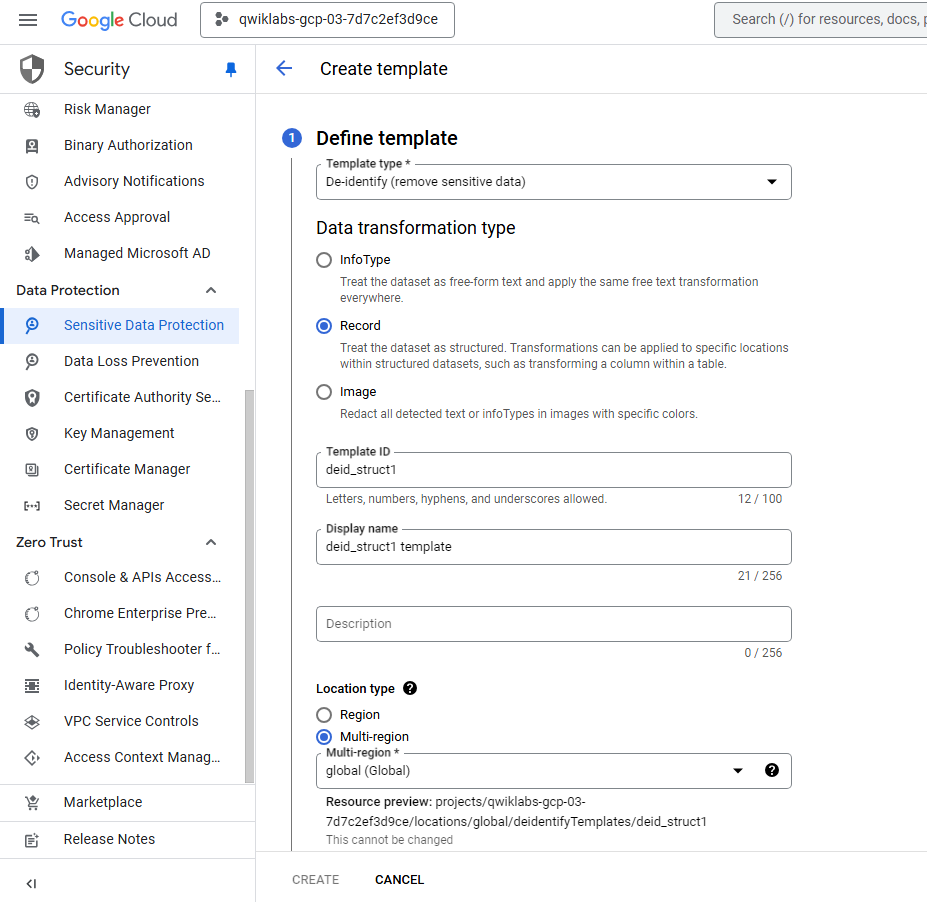 Google Cloud
qwiklabs-gcp-03-7d7c2ef3d9ce
Search (/) for resources, docs, p
Security
Risk Manager
Binary Authorization
Advisory Notifications
Access Approval
Managed Microsoft AD
Data Protection
Sensitive Data Protection
Data Loss Prevention
Certificate Authority Se...
Key Management
Certificate Manager
Secret Manager
Zero Trust
Console & APIs Access...
Chrome Enterprise Pre...
Policy Troubleshooter f...
Identity-Aware Proxy
VPC Service Controls
Access Context Manag...
Marketplace
Release Notes
Create template
1 Define template
Template type *
De-identify (remove sensitive data)
Data transformation type
InfoType
Treat the dataset as free-form text and apply the same free text transformation
everywhere.
Record
Treat the dataset as structured. Transformations can be applied to specific locations
within structured datasets, such as transforming a column within a table.
Image
Redact all detected text or infoTypes in images with specific colors.
Template ID
deid_struct1
Letters, numbers, hyphens, and underscores allowed. 12 / 100
Display name
deid_struct1 template
21 / 256
Description
0 / 256
Location type ?
Region
Multi-region
Multi-region *
global (Global) ?
Resource preview: projects/qwiklabs-gcp-03-
7d7c2ef3d9ce/locations/global/deidentifyTemplates/deid_struct1
This cannot be changed
CREATE CANCEL